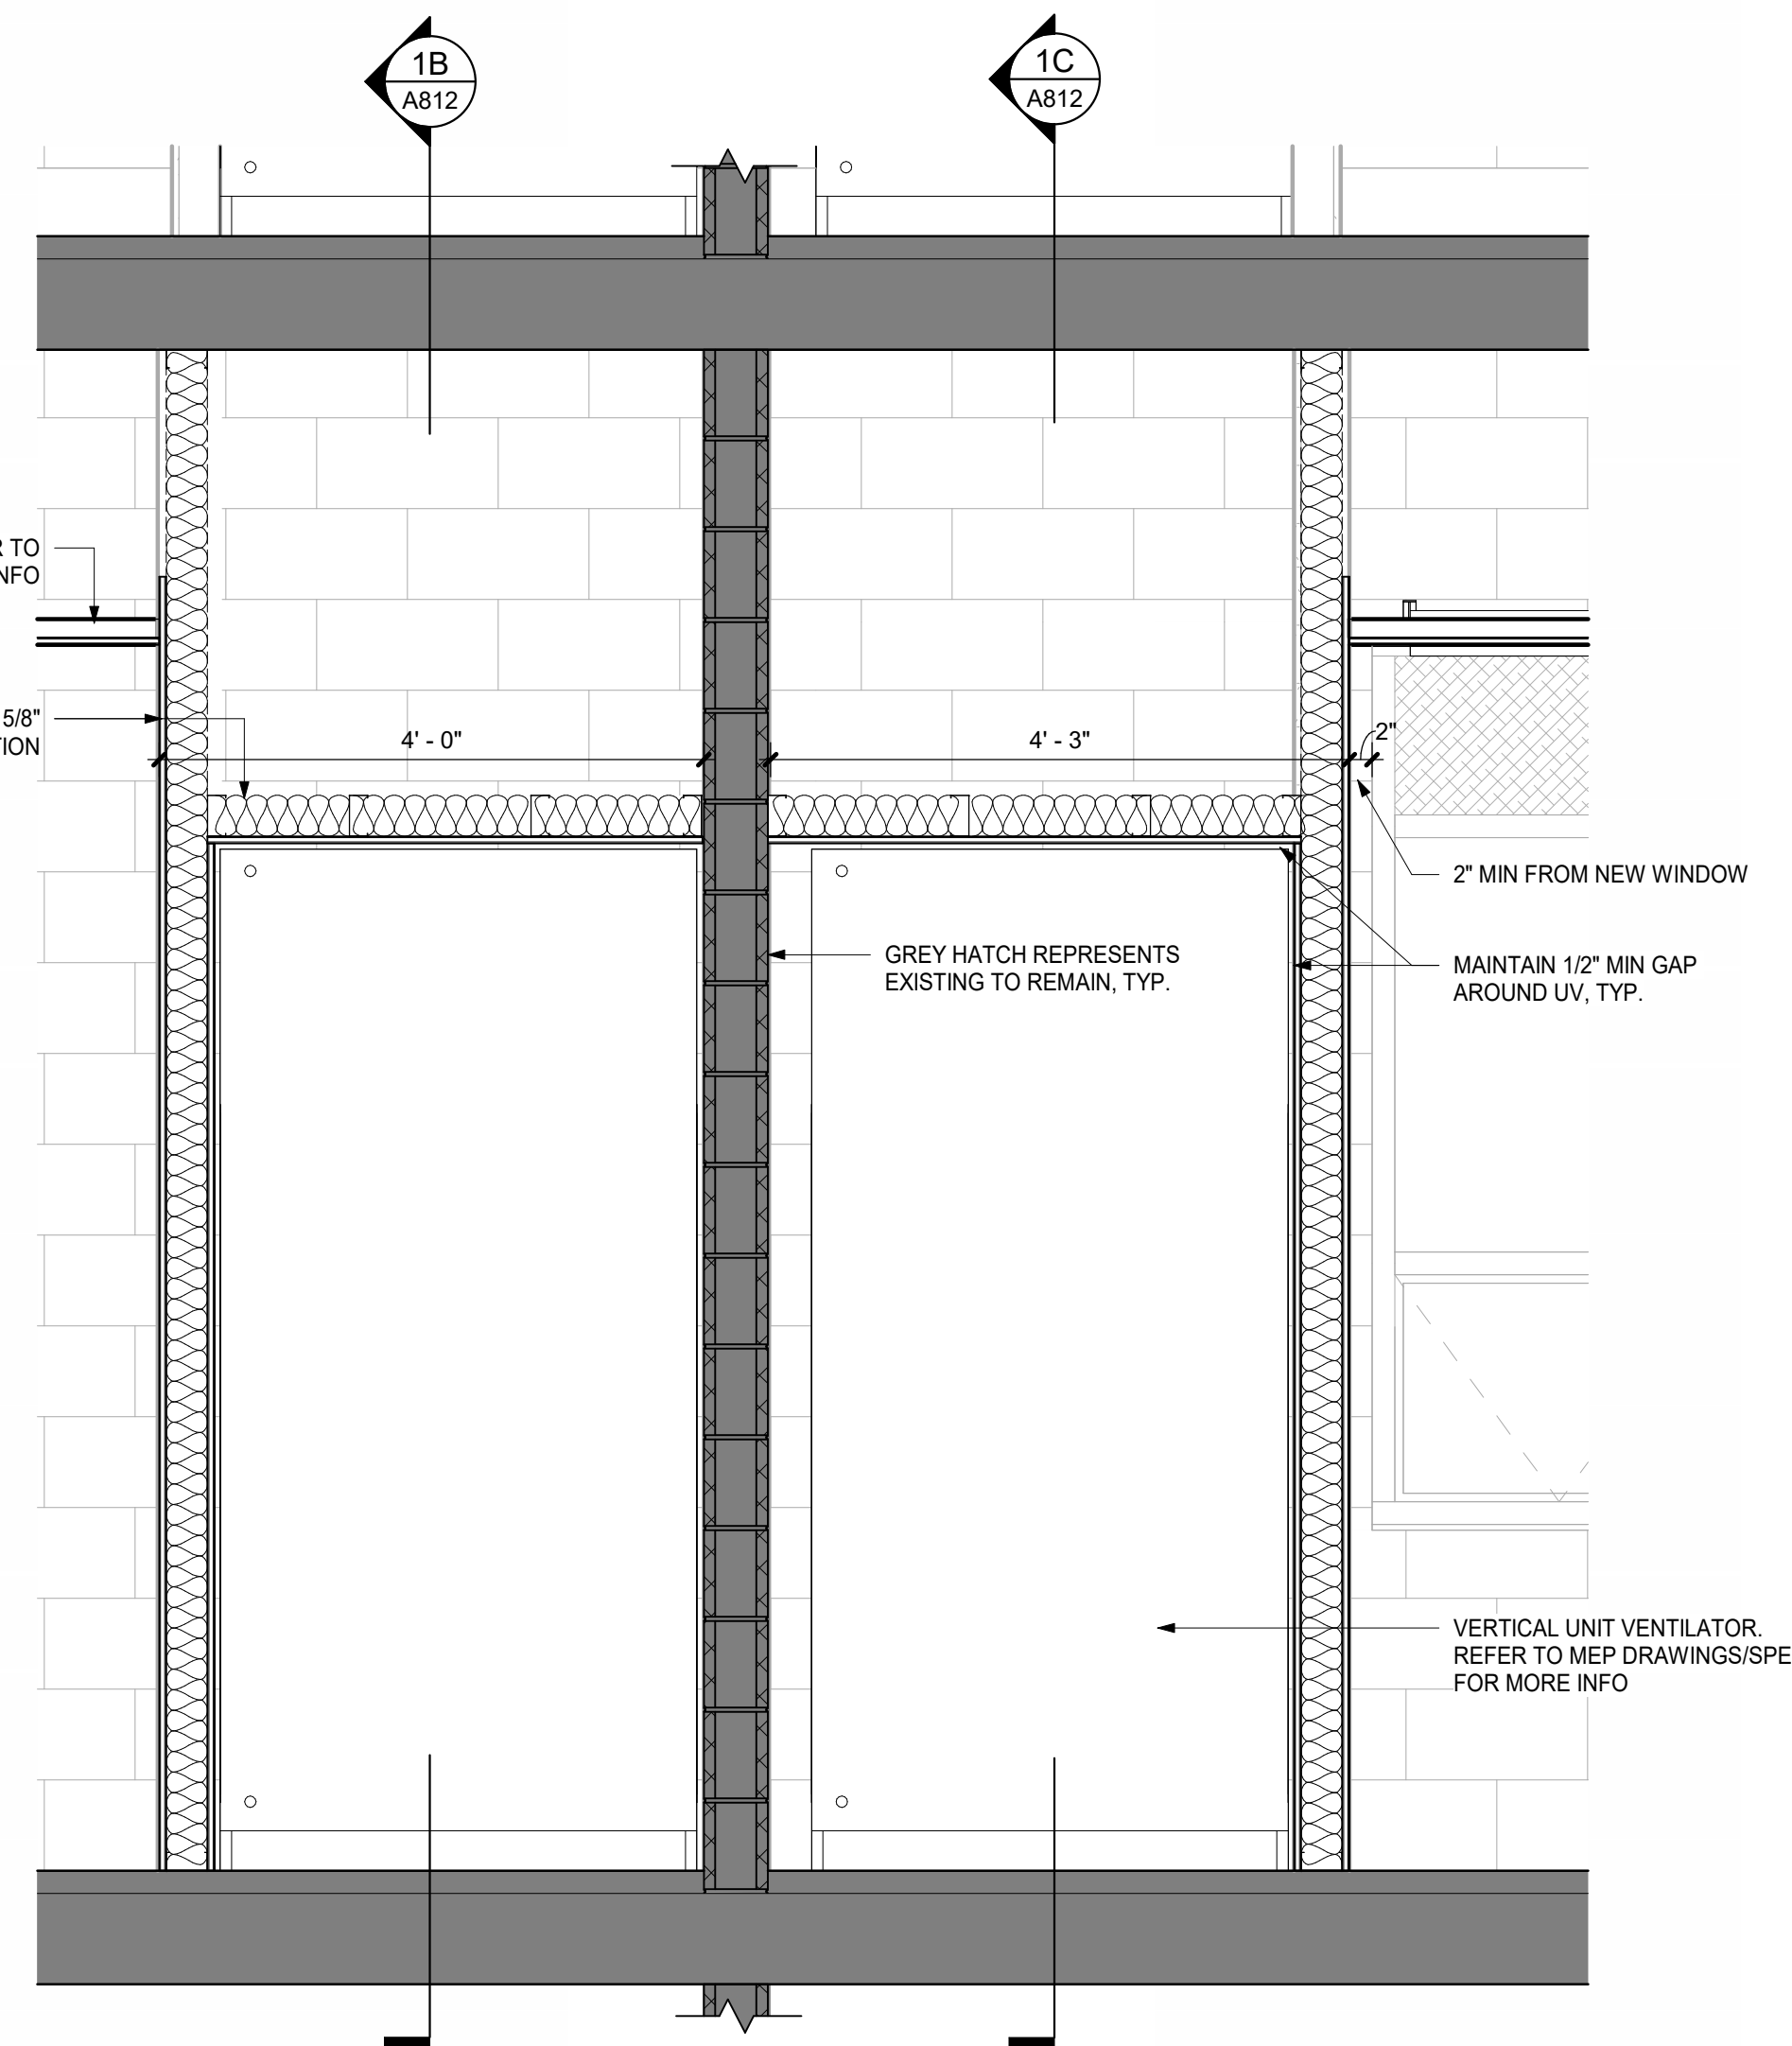 1B
A812
1C
A812
R TO
NFO
5/8"
TION
4' - 0"
4' - 3"
2"
2" MIN FROM NEW WINDOW
GREY HATCH REPRESENTS
EXISTING TO REMAIN, TYP.
MAINTAIN 1/2" MIN GAP
AROUND UV, TYP.
VERTICAL UNIT VENTILATOR.
REFER TO MEP DRAWINGS/SPE
FOR MORE INFO